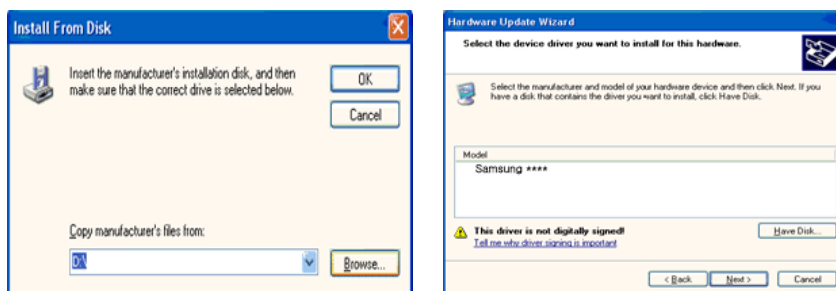 Install From Disk
Insert the manufacturer's installation disk, and then
make sure that the correct drive is selected below.
OK
Cancel
Copy manufacturer's files from:
D:\
Browse...
Hardware Update Wizard
Select the device driver you want to install for this hardware.
Select the manufacturer and model of your hardware device and then click Next. If you
have a disk that contains the driver you want to install, click Have Disk.
Model
Samsung ****
This driver is not digitally signed!
Tell me why driver signing is important
Have Disk...
< Back
Next >
Cancel